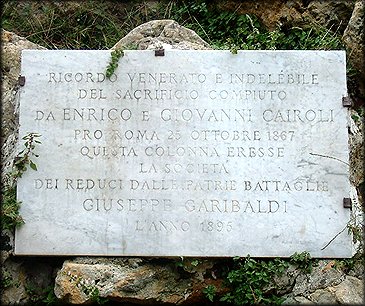 RICORDO VENERATO E INDELEBILE
DEL SACRIFICIO COMPIUTO
DA ENRICO E GIOVANNI CAIROLI
PRO ROMA 23 OTTOBRE 1867
QUESTA COLONNA ERESSE
LA SOCIETÀ
DEI REDUCI DALLE PATRIE BATTAGLIE
GIUSEPPE GARIBALDI
L'ANNO 1895